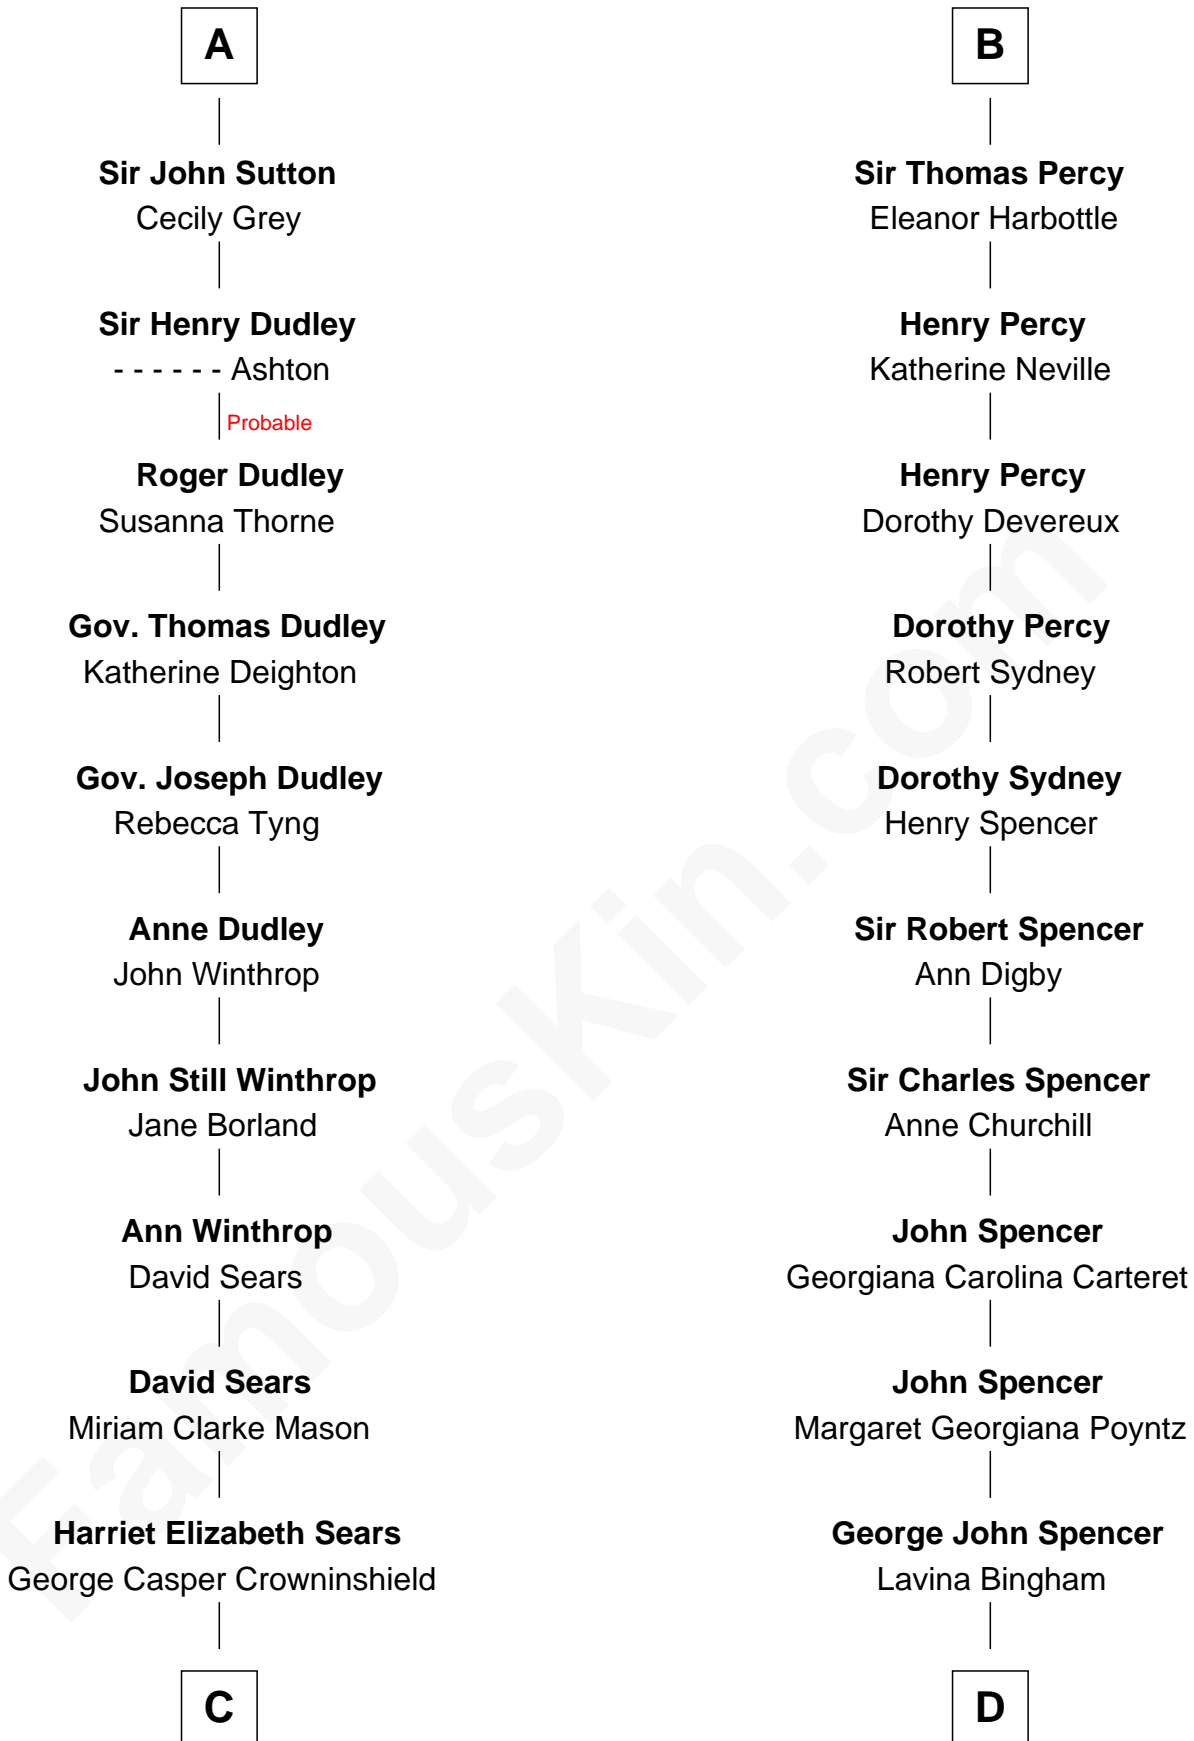 A
Sir John Sutton
Cecily Grey
Sir Henry Dudley
- - - - - - Ashton
Probable
Roger Dudley
Susanna Thorne
Gov. Thomas Dudley
Katherine Deighton
Gov. Joseph Dudley
Rebecca Tyng
Anne Dudley
John Winthrop
John Still Winthrop
Jane Borland
Ann Winthrop
David Sears
David Sears
Miriam Clarke Mason
Harriet Elizabeth Sears
George Casper Crowninshield
C
B
Sir Thomas Percy
Eleanor Harbottle
Henry Percy
Katherine Neville
Henry Percy
Dorothy Devereux
Dorothy Percy
Robert Sydney
Dorothy Sydney
Henry Spencer
Sir Robert Spencer
Ann Digby
Sir Charles Spencer
Anne Churchill
John Spencer
Georgiana Carolina Carteret
John Spencer
Margaret Georgiana Poyntz
George John Spencer
Lavina Bingham
D
FamousKin.com